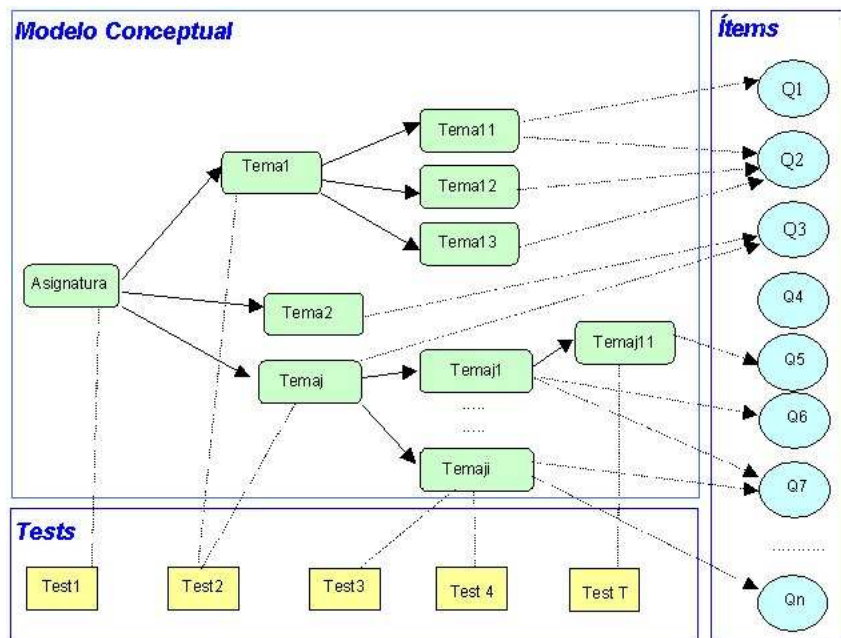 Modelo Conceptual
Ítems
Tema11
Tema1
Tema12
Tema13
Asignatura
Tema2
Temaj
Temaj1
Temaj11
.....
.....
Temaji
Q1
Q2
Q3
Q4
Q5
Q6
Q7
..........
Qn
Tests
Test1
Test2
Test3
Test 4
Test T